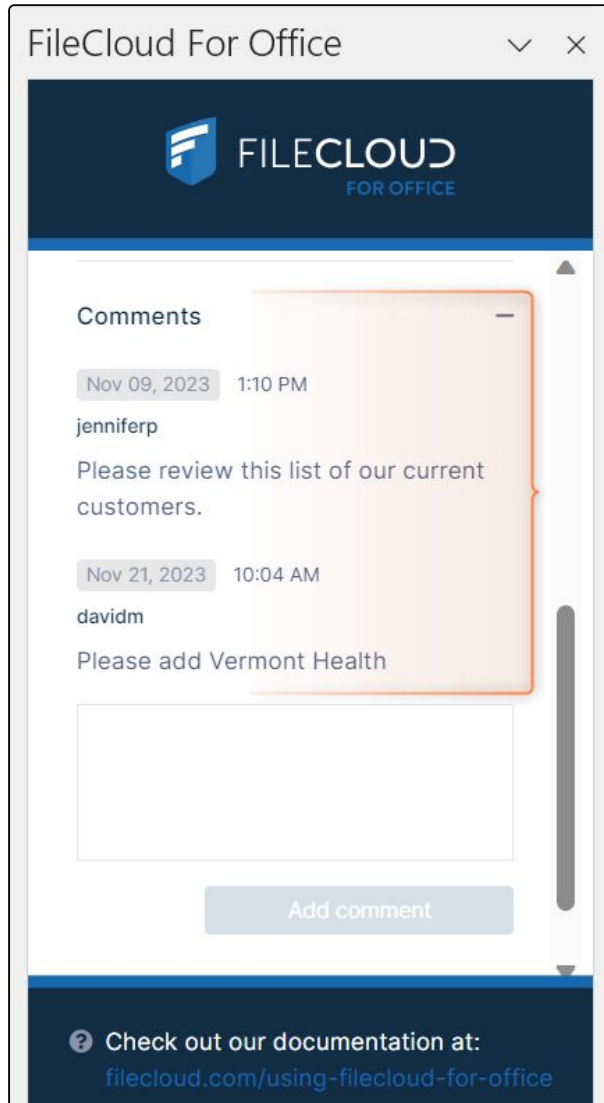 FileCloud For Office
FILECLOUD
FOR OFFICE
Comments
Nov 09, 2023 1:10 PM
jenniferp
Please review this list of our current
customers.
Nov 21, 2023 10:04 AM
davidm
Please add Vermont Health
Add comment
Check out our documentation at:
filecloud.com/using-filecloud-for-office